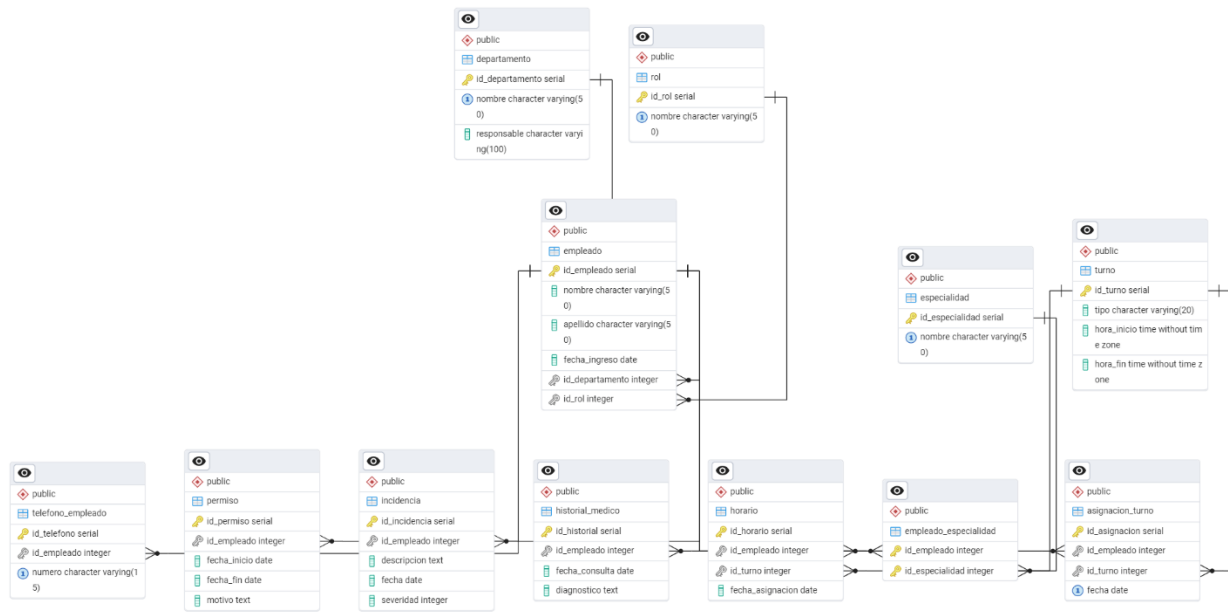 public
departamento
id_departamento serial
1 nombre character varying(5
0)
responsable character varyi
ng(100)
public
rol
id_rol serial
1 nombre character varying(5
0)
public
empleado
id_empleado serial
nombre character varying(5
0)
apellido character varying(5
0)
fecha_ingreso date
id_departamento integer
id_rol integer
public
especialidad
id_especialidad serial
1 nombre character varying(5
0)
public
turno
id_turno serial
tipo character varying(20)
hora_inicio time without tim
e zone
hora_fin time without time z
one
public
telefono_empleado
id_telefono serial
id_empleado integer
1 numero character varying(1
5)
public
permiso
id_permiso serial
id_empleado integer
fecha_inicio date
fecha_fin date
motivo text
public
incidencia
id_incidencia serial
id_empleado integer
descripcion text
fecha date
severidad integer
public
historial_medico
id_historial serial
id_empleado integer
fecha_consulta date
diagnostico text
public
horario
id_horario serial
id_empleado integer
id_turno integer
fecha_asignacion date
public
empleado_especialidad
id_empleado integer
id_especialidad integer
public
asignacion_turno
id_asignacion serial
id_empleado integer
id_turno integer
1 fecha date